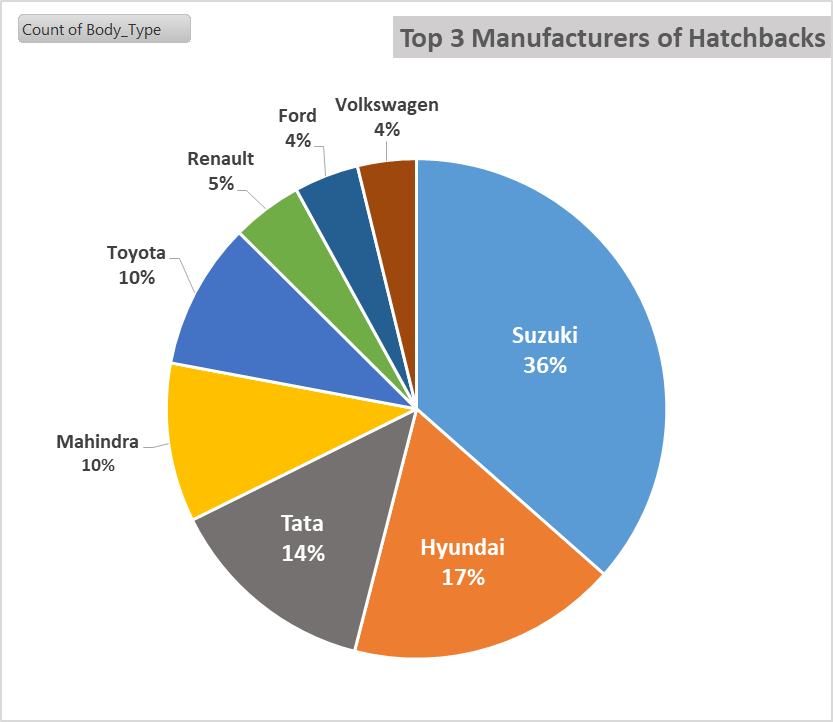 Count of Body_Type
Top 3 Manufacturers of Hatchbacks
Volkswagen
4%
Ford
4%
Renault
5%
Toyota
10%
Mahindra
10%
Suzuki
36%
Hyundai
17%
Tata
14%